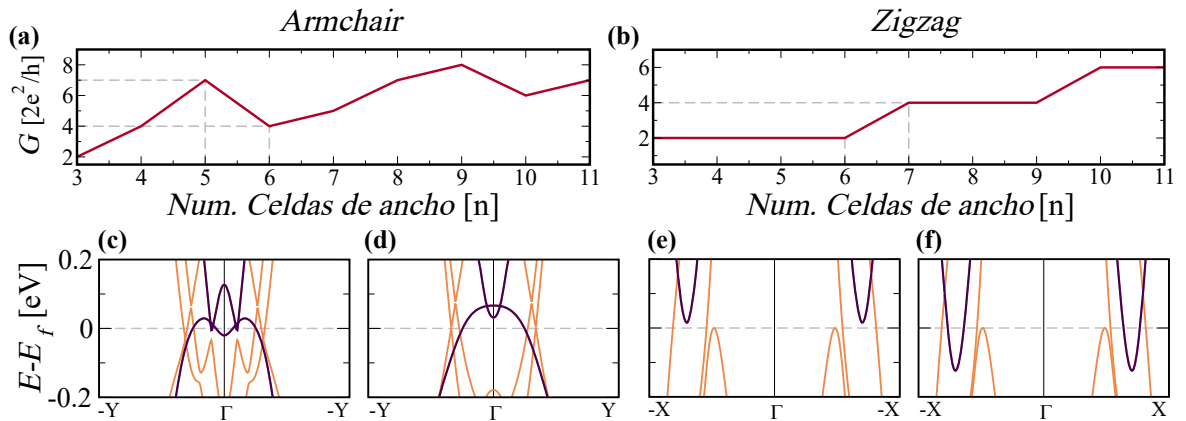 Armchair
Zigzag
(a)
(b)
G [2e²/h]
8
6
4
2
3 4 5 6 7 8 9 10 11
Num. Celdas de ancho [n]
6
4
2
3 4 5 6 7 8 9 10 11
Num. Celdas de ancho [n]
(c)
(d)
(e)
(f)
E-E_f [eV]
0.2
0
-0.2
-Y Γ -Y
-Y Γ Y
-X Γ -X
-X Γ X